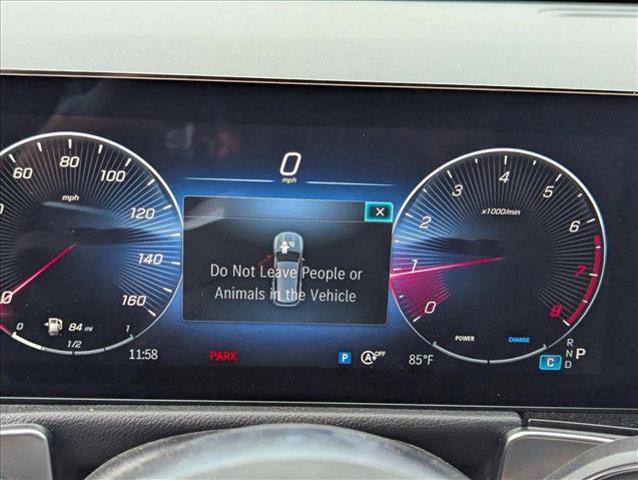 0
mph
60
80
100
120
140
160
mph
0
0
84 mi
1/2
1
11:58
PARK
X
Do Not Leave People or
Animals in the Vehicle
P
A OFF
85°F
0
1
2
3
4
5
6
7
8
x1000/min
POWER
CHARGE
C
R
N
D
P